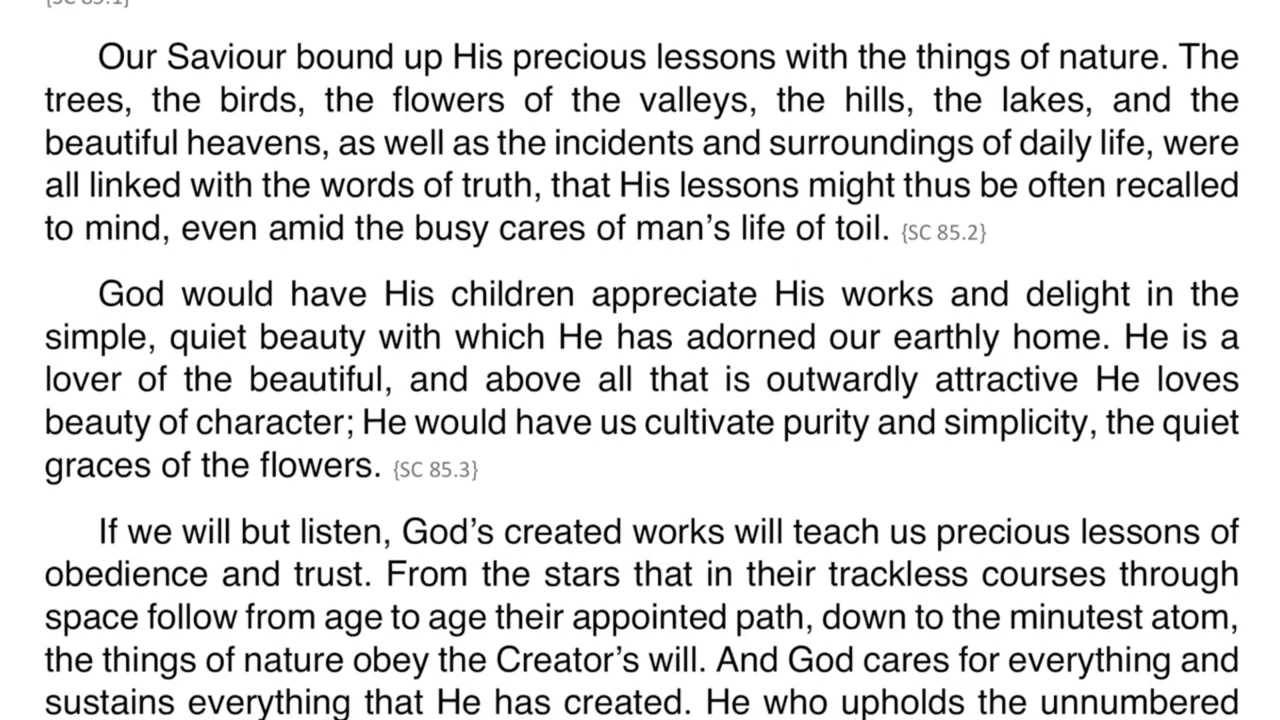 {SC 85.1}
Our Saviour bound up His precious lessons with the things of nature. The
trees, the birds, the flowers of the valleys, the hills, the lakes, and the
beautiful heavens, as well as the incidents and surroundings of daily life, were
all linked with the words of truth, that His lessons might thus be often recalled
to mind, even amid the busy cares of man’s life of toil. {SC 85.2}
God would have His children appreciate His works and delight in the
simple, quiet beauty with which He has adorned our earthly home. He is a
lover of the beautiful, and above all that is outwardly attractive He loves
beauty of character; He would have us cultivate purity and simplicity, the quiet
graces of the flowers. {SC 85.3}
If we will but listen, God’s created works will teach us precious lessons of
obedience and trust. From the stars that in their trackless courses through
space follow from age to age their appointed path, down to the minutest atom,
the things of nature obey the Creator’s will. And God cares for everything and
sustains everything that He has created. He who upholds the unnumbered